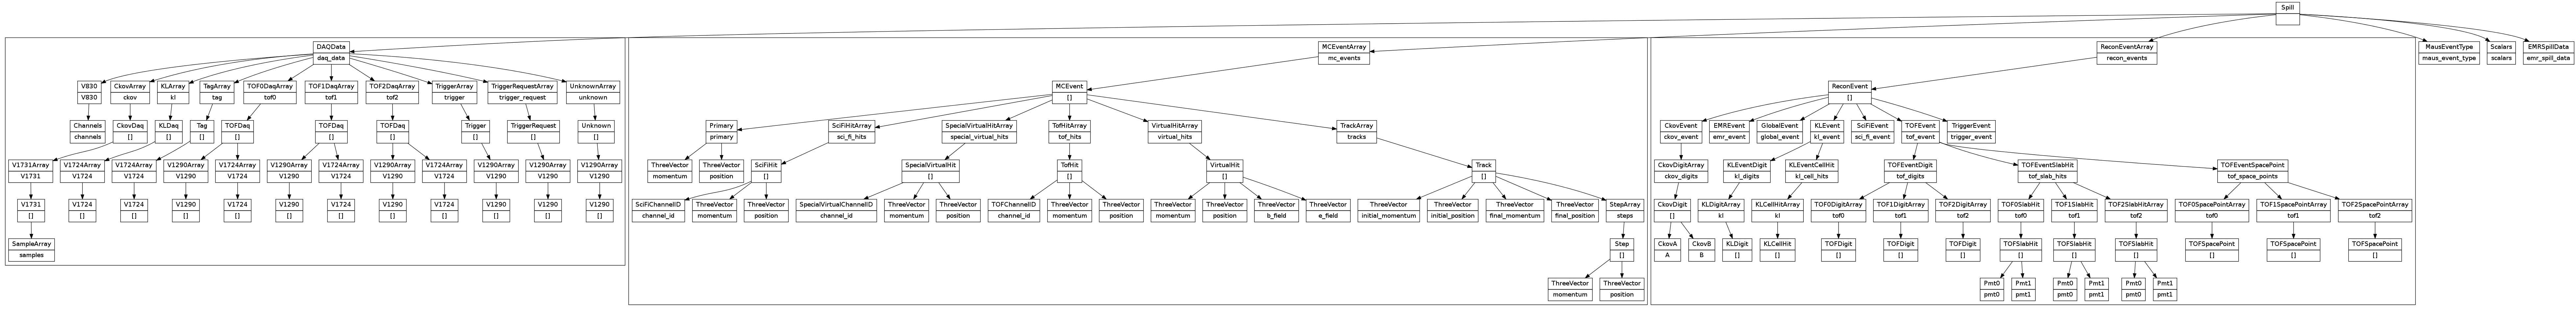 Spill
DAQData
daq_data
V830
V830
CkovArray
ckov
KLArray
kl
TagArray
tag
TOF0DaqArray
tof0
TOF1DaqArray
tof1
TOF2DaqArray
tof2
TriggerArray
trigger
TriggerRequestArray
trigger_request
UnknownArray
unknown
Channels
channels
CkovDaq
[]
KLDaq
[]
Tag
[]
TOFDaq
[]
TOFDaq
[]
TOFDaq
[]
Trigger
[]
TriggerRequest
[]
Unknown
[]
V1731Array
V1731
V1724Array
V1724
V1724Array
V1724
V1290Array
V1290
V1724Array
V1724
V1290Array
V1290
V1724Array
V1724
V1290Array
V1290
V1724Array
V1724
V1290Array
V1290
V1290Array
V1290
V1290Array
V1290
V1731
[]
V1724
[]
V1724
[]
V1290
[]
V1724
[]
V1290
[]
V1724
[]
V1290
[]
V1724
[]
V1290
[]
V1290
[]
V1290
[]
SampleArray
samples
MCEventArray
mc_events
MCEvent
[]
Primary
primary
SciFiHitArray
sci_fi_hits
SpecialVirtualHitArray
special_virtual_hits
TofHitArray
tof_hits
VirtualHitArray
virtual_hits
TrackArray
tracks
ThreeVector
momentum
ThreeVector
position
SciFiHit
[]
SpecialVirtualHit
[]
TofHit
[]
VirtualHit
[]
Track
[]
SciFiChannelID
channel_id
ThreeVector
momentum
ThreeVector
position
SpecialVirtualChannelID
channel_id
ThreeVector
momentum
ThreeVector
position
TOFChannelID
channel_id
ThreeVector
momentum
ThreeVector
position
ThreeVector
momentum
ThreeVector
position
ThreeVector
b_field
ThreeVector
e_field
ThreeVector
initial_momentum
ThreeVector
initial_position
ThreeVector
final_momentum
ThreeVector
final_position
StepArray
steps
Step
[]
ThreeVector
momentum
ThreeVector
position
ReconEventArray
recon_events
ReconEvent
[]
CkovEvent
ckov_event
EMREvent
emr_event
GlobalEvent
global_event
KLEvent
kl_event
SciFiEvent
sci_fi_event
TOFEvent
tof_event
TriggerEvent
trigger_event
CkovDigitArray
ckov_digits
KLEventDigit
kl_digits
KLEventCellHit
kl_cell_hits
TOFEventDigit
tof_digits
TOFEventSlabHit
tof_slab_hits
TOFEventSpacePoint
tof_space_points
CkovDigit
[]
KLDigitArray
kl
KLCellHitArray
kl
TOF0DigitArray
tof0
TOF1DigitArray
tof1
TOF2DigitArray
tof2
TOF0SlabHit
tof0
TOF1SlabHit
tof1
TOF2SlabHitArray
tof2
TOF0SpacePointArray
tof0
TOF1SpacePointArray
tof1
TOF2SpacePointArray
tof2
CkovA
A
CkovB
B
KLDigit
[]
KLCellHit
[]
TOFDigit
[]
TOFDigit
[]
TOFDigit
[]
TOFSlabHit
[]
TOFSlabHit
[]
TOFSlabHit
[]
TOFSpacePoint
[]
TOFSpacePoint
[]
TOFSpacePoint
[]
Pmt0
pmt0
Pmt1
pmt1
Pmt0
pmt0
Pmt1
pmt1
Pmt0
pmt0
Pmt1
pmt1
MausEventType
maus_event_type
Scalars
scalars
EMRSpillData
emr_spill_data